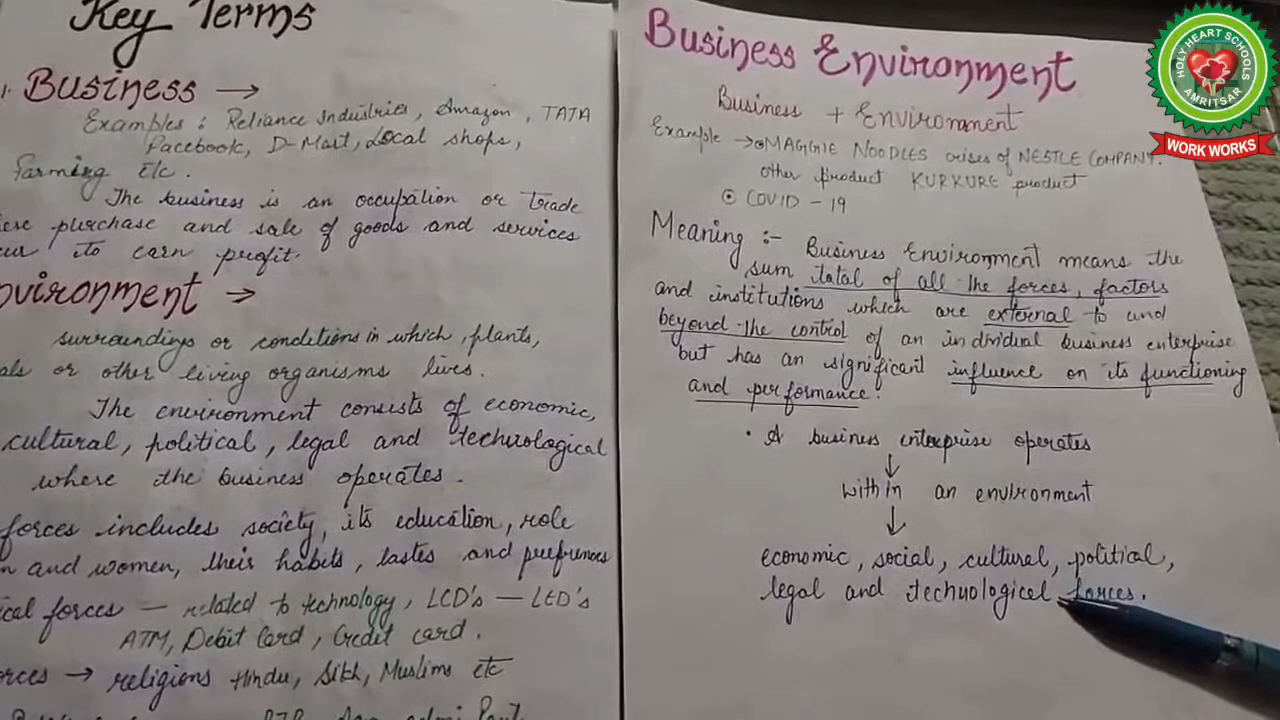 Key Terms
1. Business →
Examples : Reliance Industries, Amazon, TATA
Facebook, D-Mart, Local shops,
Farming Etc.
The business is an occupation or trade
purchase and sale of goods and services
to earn profit.
→
surroundings or conditions in which plants,
or other living organisms lives.
The environment consists of economic,
cultural, political, legal and technological
where the business operates.
forces includes society, its education, role
and women, their habits, tastes and prefrences
forces — related to technology, LCD's — LED's
ATM, Debit Card, Credit card.
→ religions Hindu, Sikh, Muslims etc
Business Environment
Business + Environment
Example → MAGGIE NOODLES arises of NESTLE COMPANY.
other product KURKURE product
COVID - 19
Meaning :- Business Environment means the
sum total of all the forces, factors
and institutions which are external to and
beyond the control of an individual business enterprise
but has an significant influence on its functioning
and performance.
• A business enterprise operates
↓
within an environment
↓
economic, social, cultural, political,
legal and technological forces.
HOLY HEART SCHOOLS
AMRITSAR
WORK WORKS